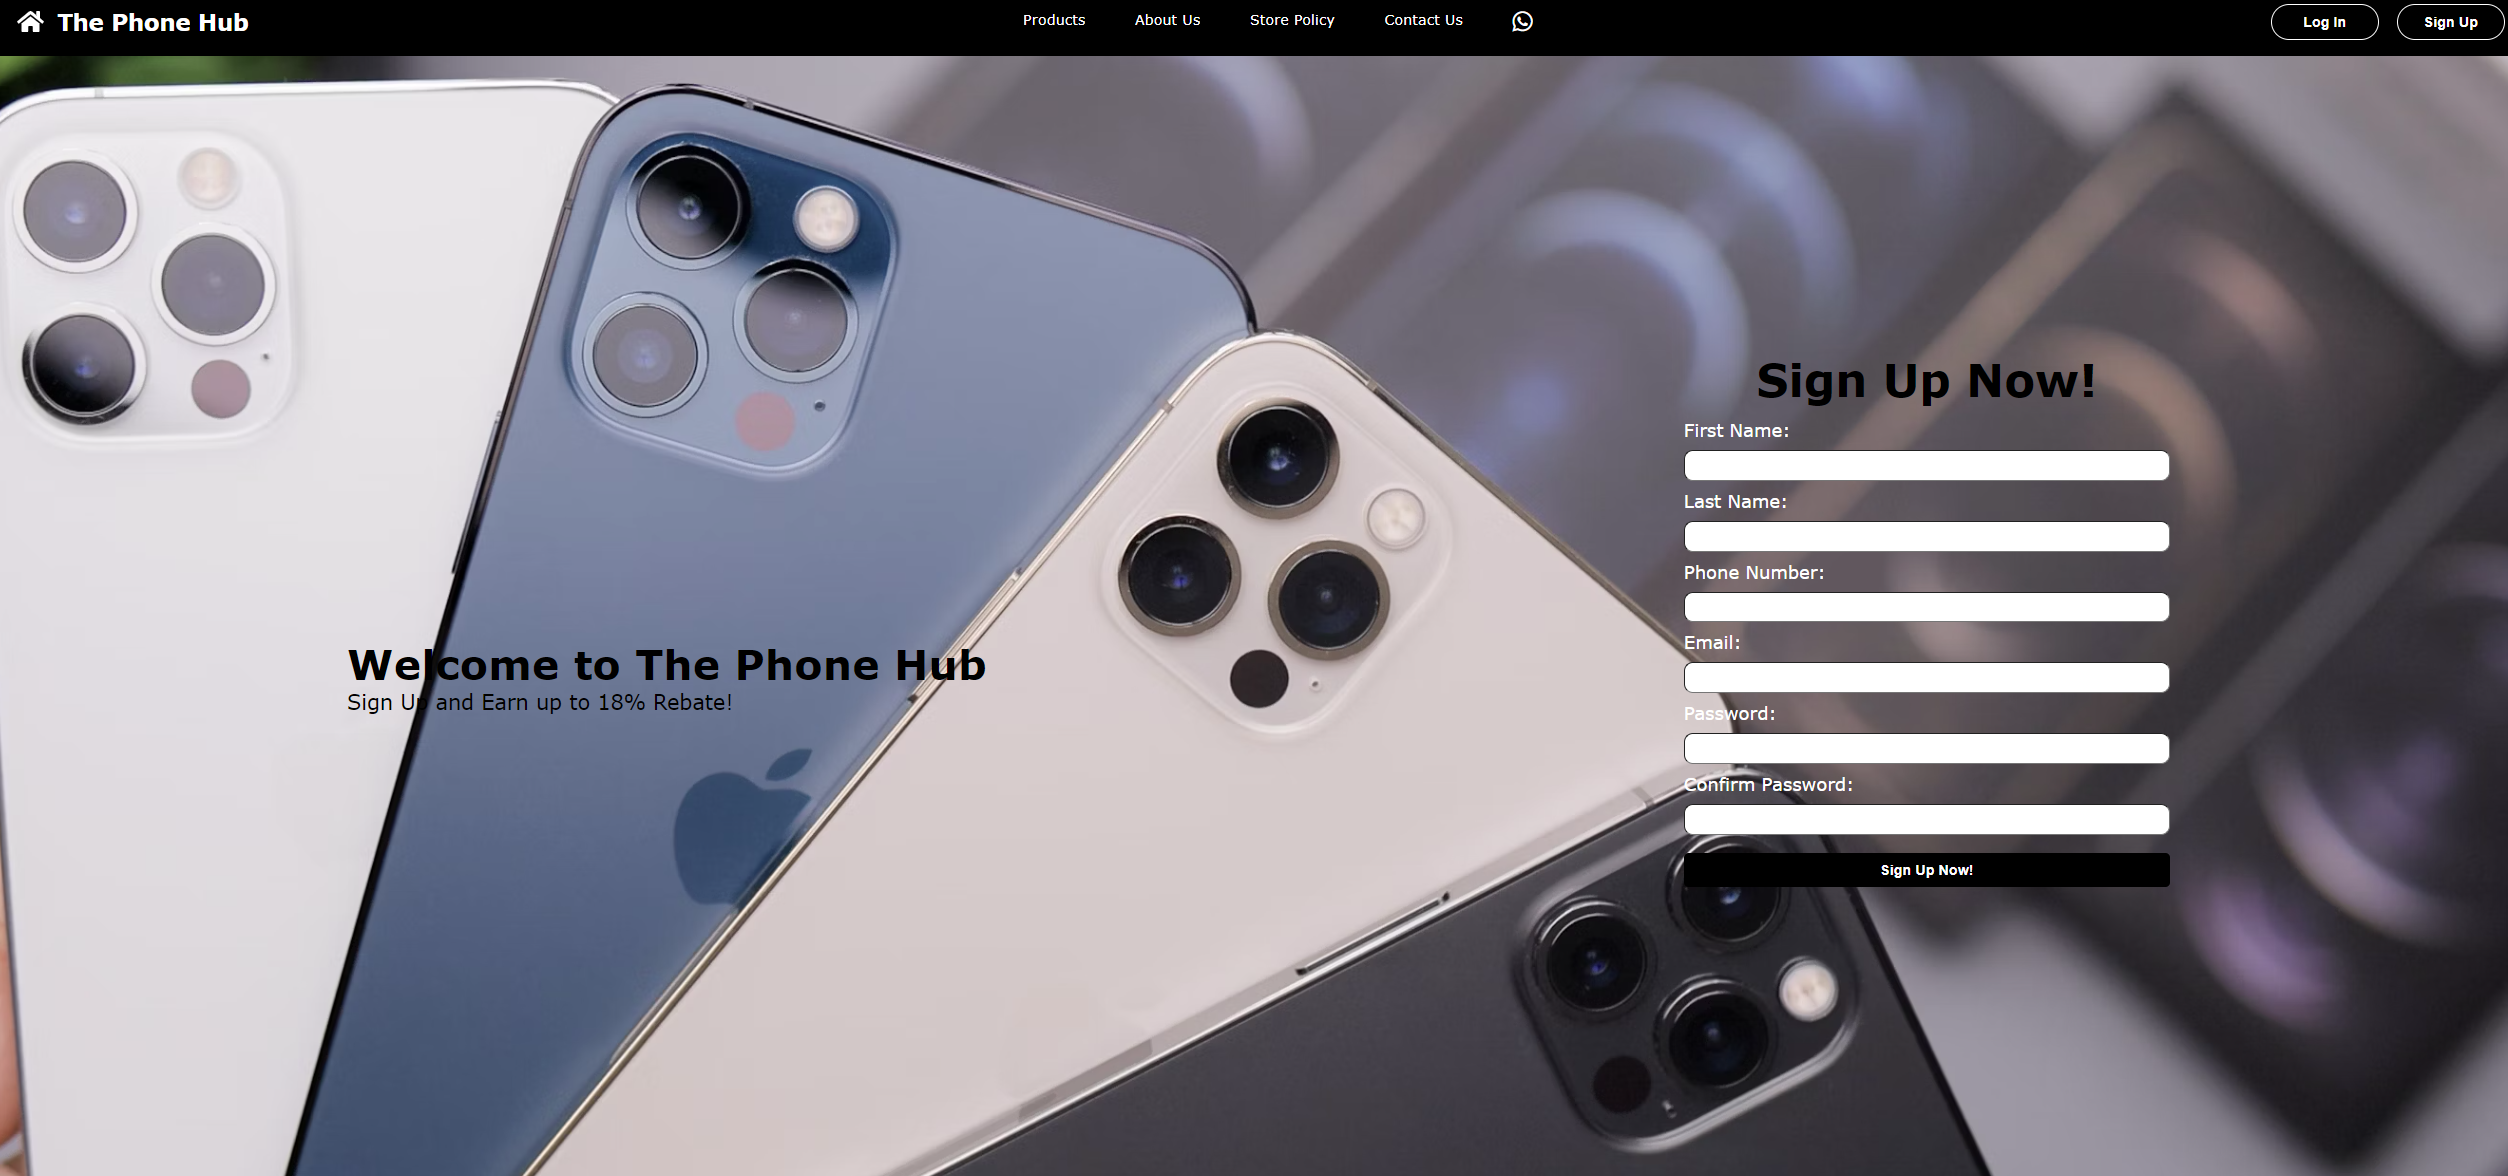 The Phone Hub
Products
About Us
Store Policy
Contact Us
Log In
Sign Up
Welcome to The Phone Hub
Sign Up and Earn up to 18% Rebate!
Sign Up Now!
First Name:
Last Name:
Phone Number:
Email:
Password:
Confirm Password:
Sign Up Now!